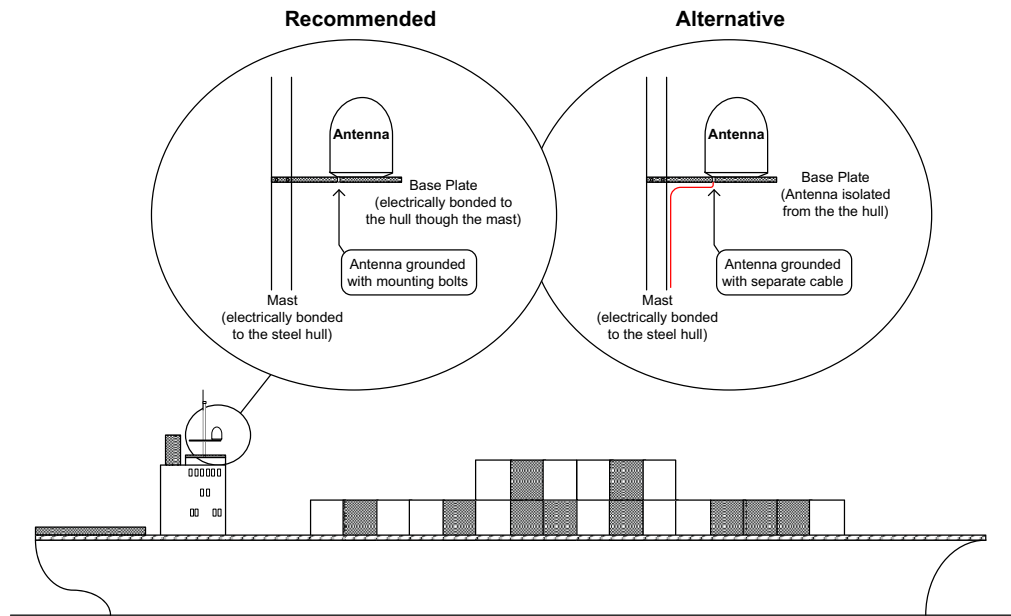 Recommended
Antenna
Base Plate
(electrically bonded to
the hull though the mast)
Antenna grounded
with mounting bolts
Mast
(electrically bonded
to the steel hull)
Alternative
Antenna
Base Plate
(Antenna isolated
from the the hull)
Antenna grounded
with separate cable
Mast
(electrically bonded
to the steel hull)